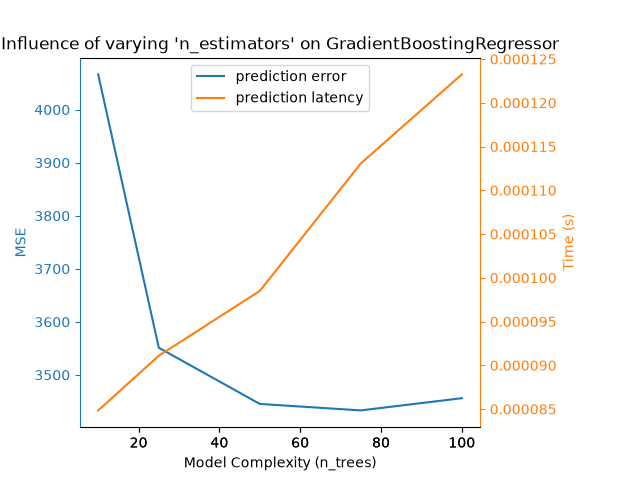 Influence of varying 'n_estimators' on GradientBoostingRegressor
prediction error
prediction latency
MSE
4000
3900
3800
3700
3600
3500
0.000125
0.000120
0.000115
0.000110
0.000105
0.000100
0.000095
0.000090
0.000085
Time (s)
20 40 60 80 100
Model Complexity (n_trees)